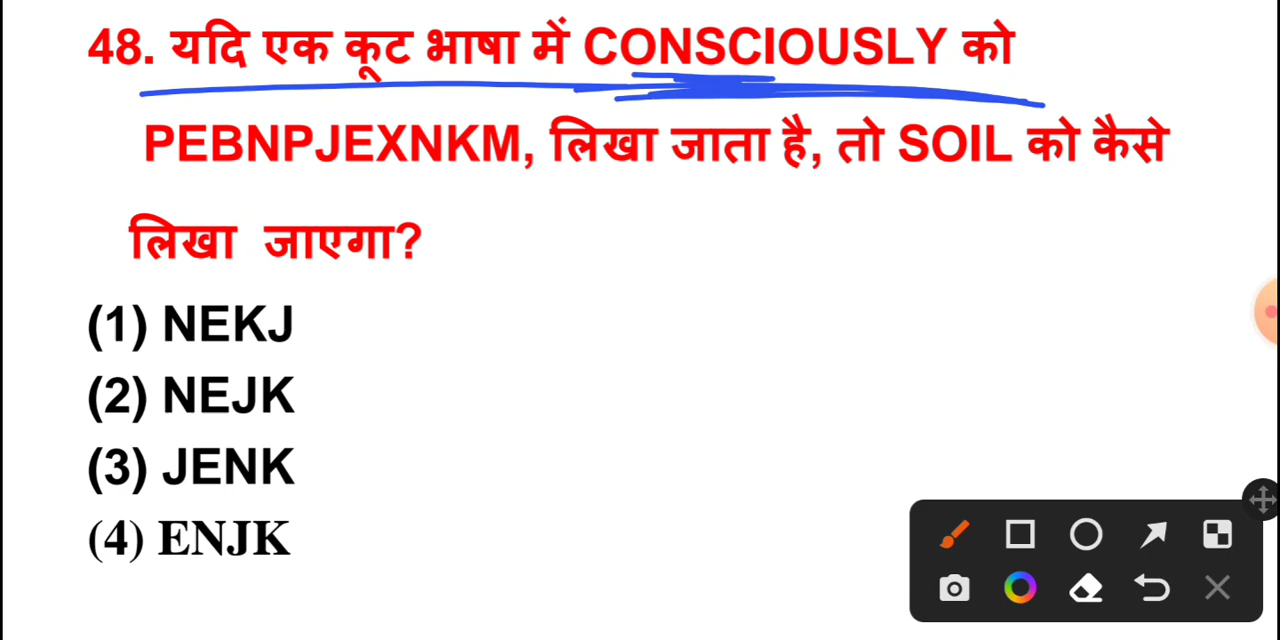 48. यदि एक कूट भाषा में CONSCIOUSLY को
PEBNPJEXNKM, लिखा जाता है, तो SOIL को कैसे
लिखा जाएगा?
(1) NEKJ
(2) NEJK
(3) JENK
(4) ENJK